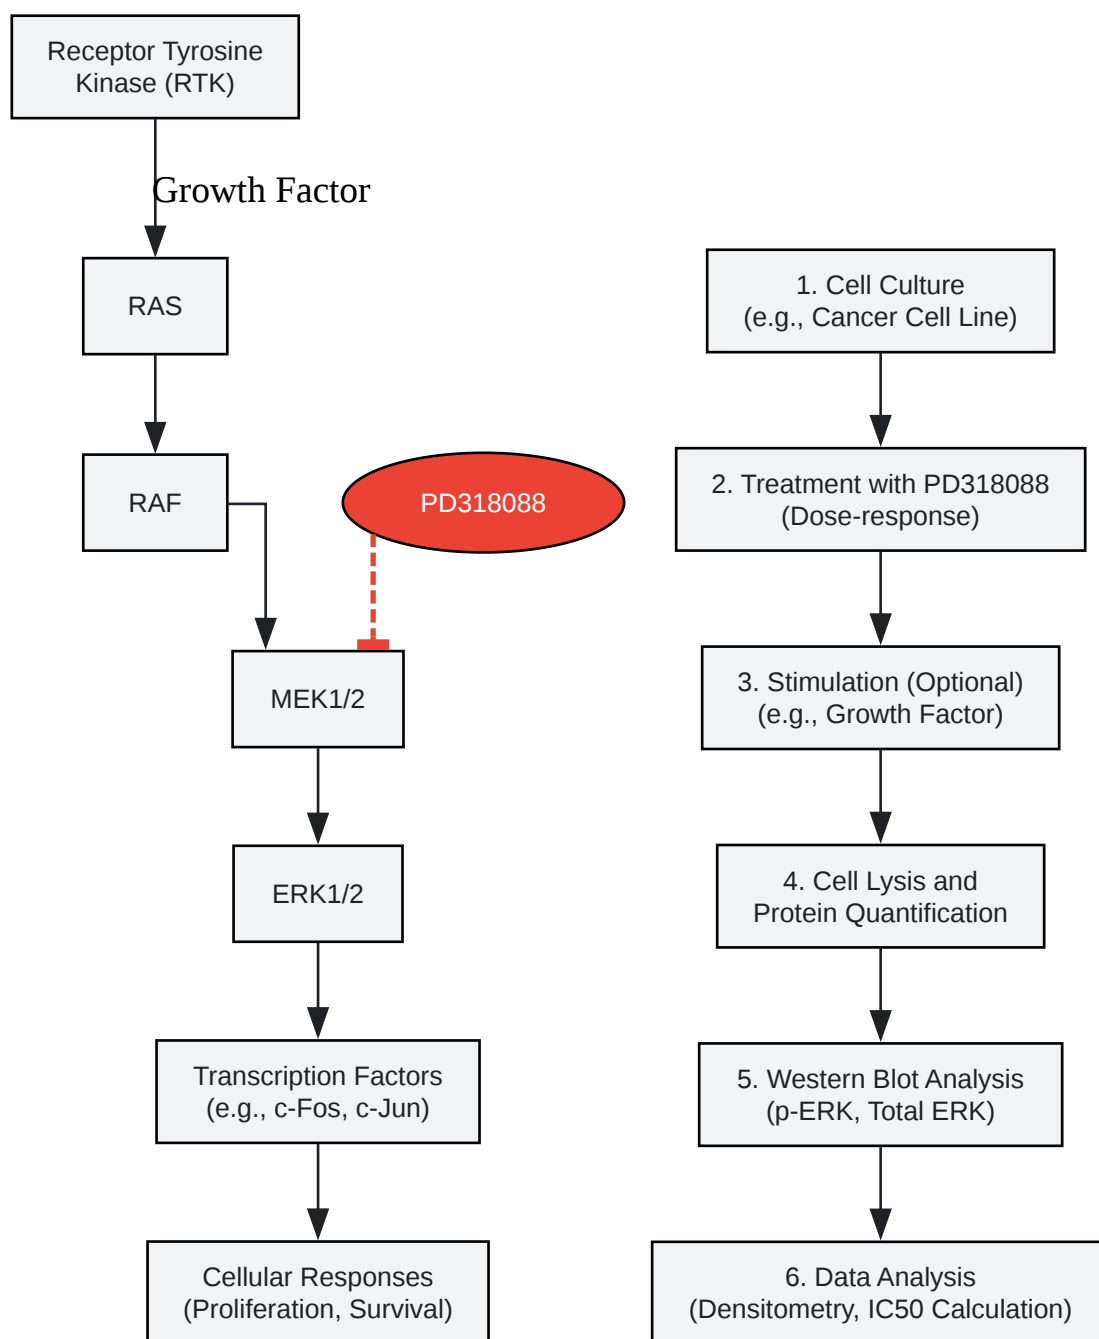 Receptor Tyrosine
Kinase (RTK)
Growth Factor
RAS
RAF
PD318088
MEK1/2
ERK1/2
Transcription Factors
(e.g., c-Fos, c-Jun)
Cellular Responses
(Proliferation, Survival)
1. Cell Culture
(e.g., Cancer Cell Line)
2. Treatment with PD318088
(Dose-response)
3. Stimulation (Optional)
(e.g., Growth Factor)
4. Cell Lysis and
Protein Quantification
5. Western Blot Analysis
(p-ERK, Total ERK)
6. Data Analysis
(Densitometry, IC50 Calculation)